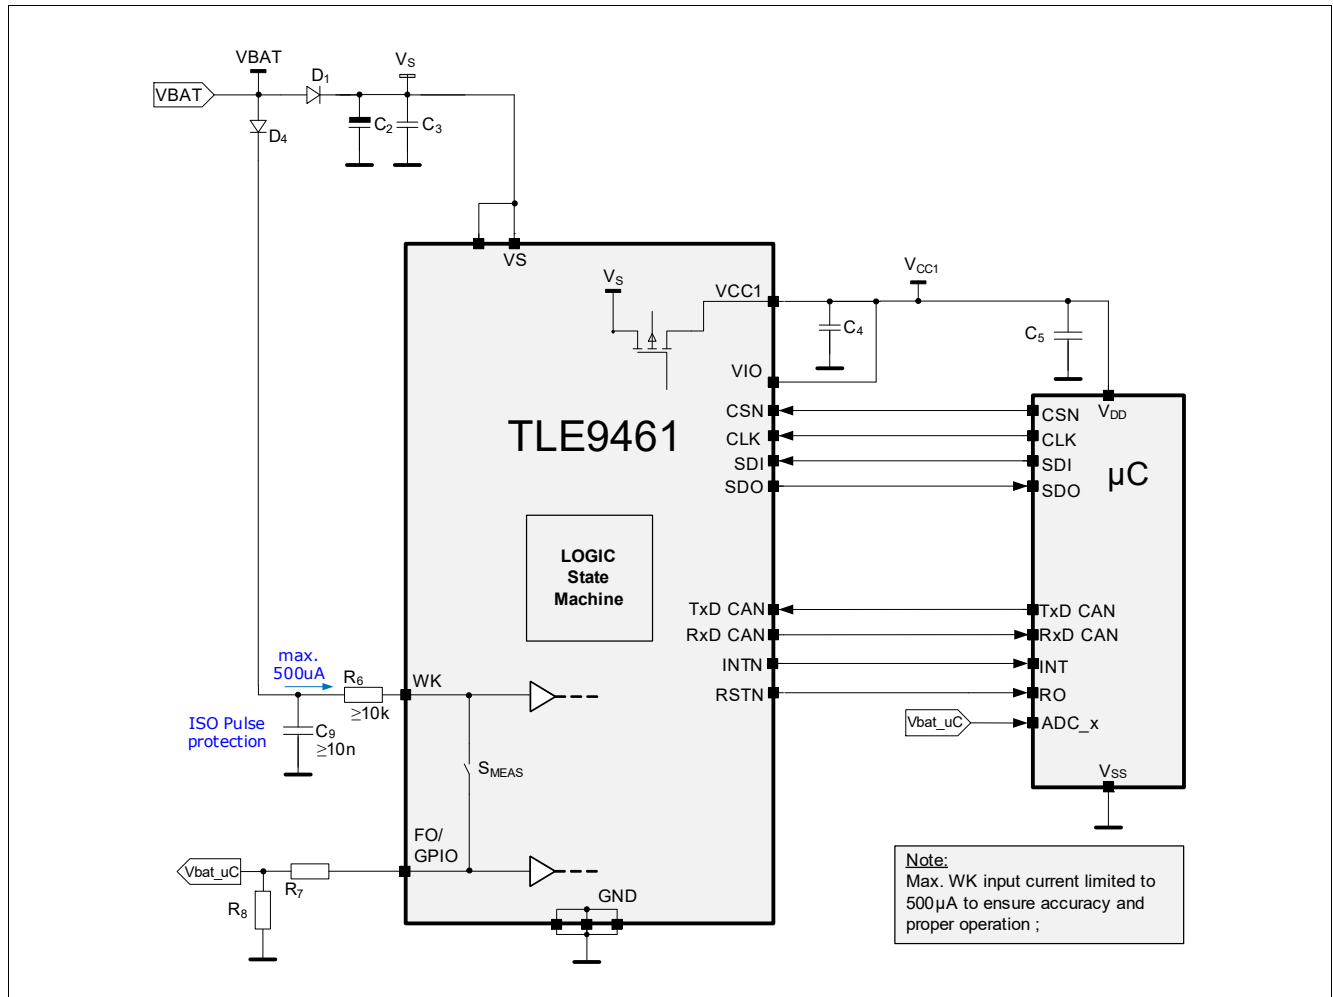 VBAT
VBAT
D1
VS
C2
C3
D4
VS
VS
VCC1
VCC1
C4
C5
VIO
CSN
CLK
SDI
SDO
TLE9461
VDD
CSN
CLK
SDI
SDO
µC
LOGIC
State
Machine
TxD CAN
RxD CAN
INTN
RSTN
TxD CAN
RxD CAN
INT
RO
Vbat_uC
ADC_x
VSS
max.
500uA
R6
≥10k
WK
ISO Pulse
protection
C9
≥10n
SMEAS
FO/
GPIO
Vbat_uC
R7
R8
GND
Note:
Max. WK input current limited to
500µA to ensure accuracy and
proper operation ;